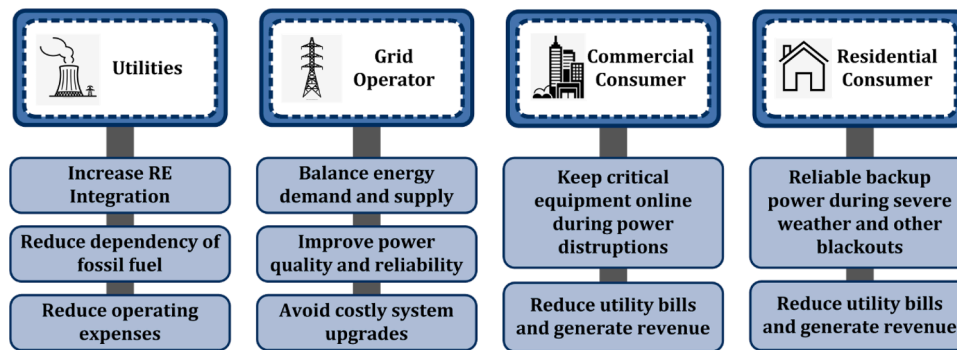 Utilities
Increase RE
Integration
Reduce dependency of
fossil fuel
Reduce operating
expenses
Grid
Operator
Balance energy
demand and supply
Improve power
quality and reliability
Avoid costly system
upgrades
Commercial
Consumer
Keep critical
equipment online
during power
distruptions
Reduce utility bills
and generate revenue
Residential
Consumer
Reliable backup
power during severe
weather and other
blackouts
Reduce utility bills
and generate revenue